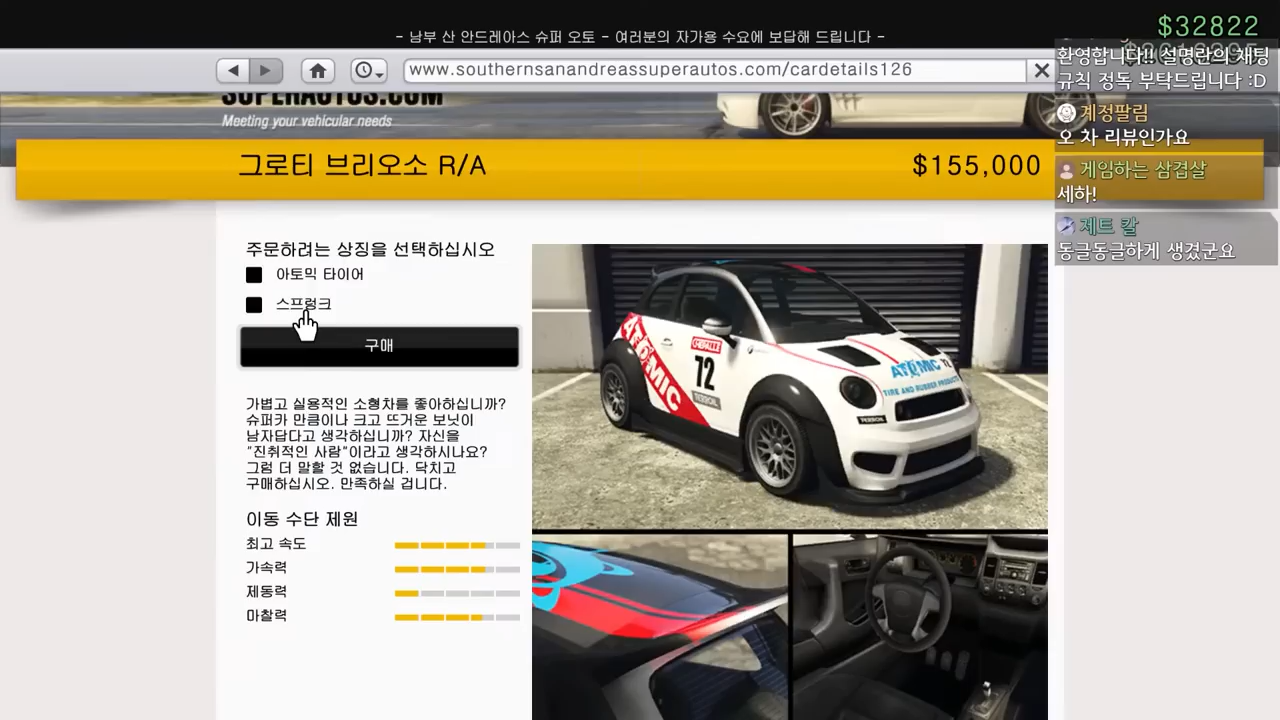 - 남부 산 안드레아스 슈퍼 오토 - 여러분의 자가용 수요에 보답해 드립니다 -
$32822
www.southernsanandreassuperautos.com/cardetails126
환영합니다!! 설명란의 채팅
규칙 정독 부탁드립니다 :D
계정팔림
오 차 리뷰인가요
게임하는 삼겹살
세하!
제트 칼
동글동글하게 생겼군요
SUPERAUTOS.COM
Meeting your vehicular needs
그로티 브리오소 R/A
$155,000
주문하려는 상징을 선택하십시오
아토믹 타이어
스프렁크
구매
가볍고 실용적인 소형차를 좋아하십니까?
슈퍼카 만큼이나 크고 뜨거운 보닛이
남자답다고 생각하십니까? 자신을
"진취적인 사람"이라고 생각하시나요?
그럼 더 말할 것 없습니다. 닥치고
구매하십시오. 만족하실 겁니다.
이동 수단 제원
최고 속도
가속력
제동력
마찰력
ATOMIC
72
TERROIL
ATOMIC
TIRE AND RUBBER PRODUCTS
TERROIL